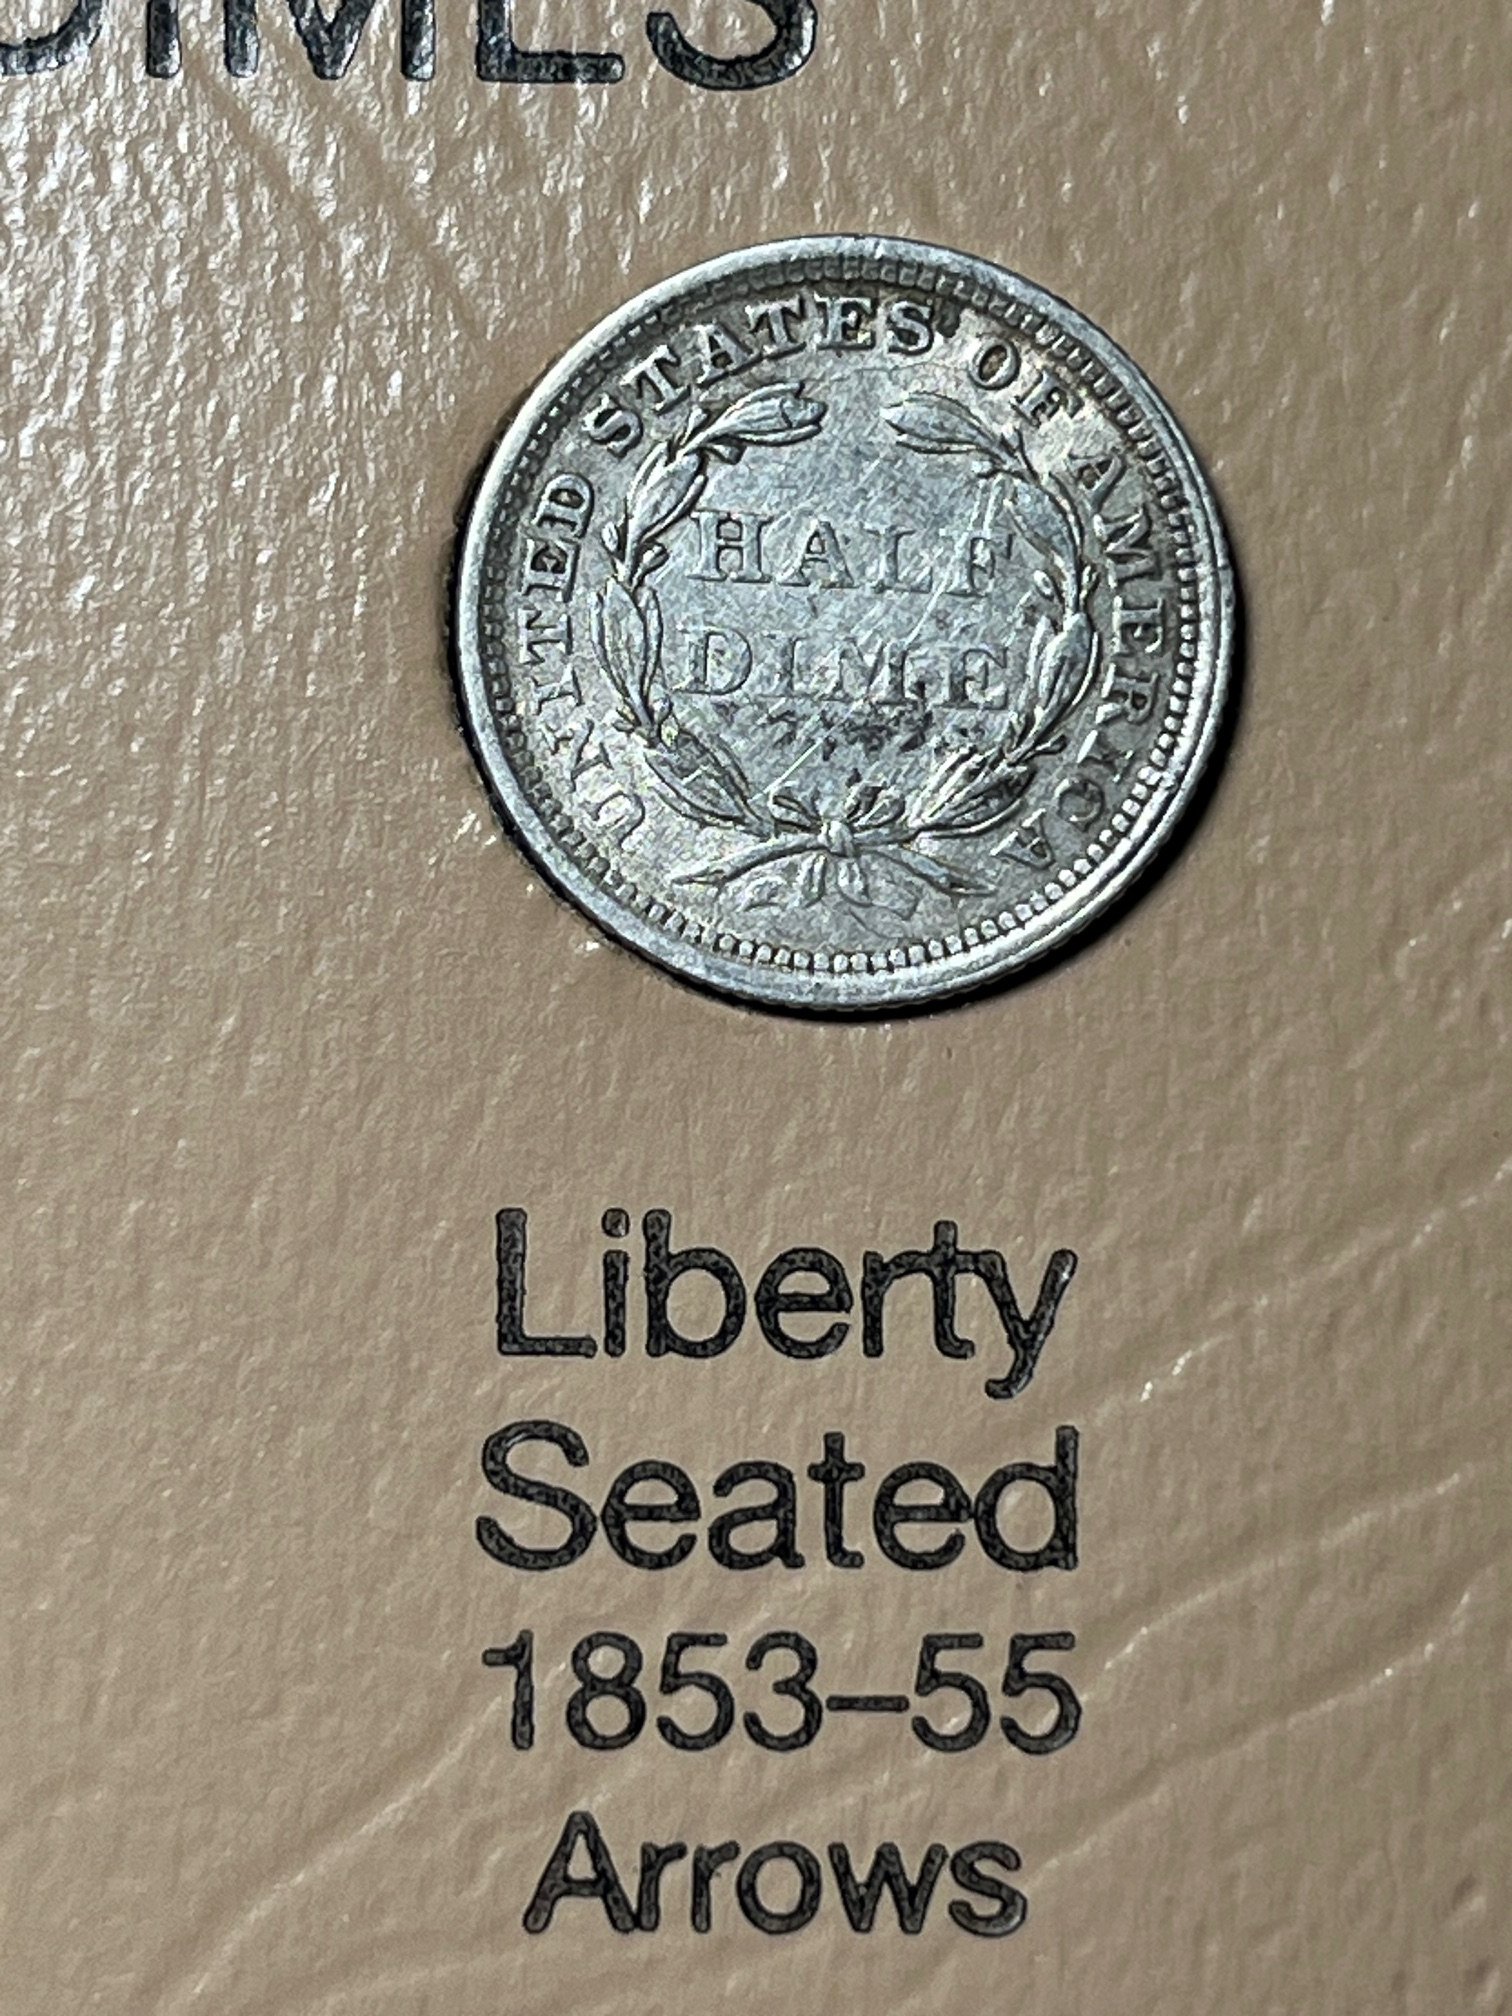 DIMES
UNITED STATES OF AMERICA
HALF
DIME
Liberty
Seated
1853–55
Arrows